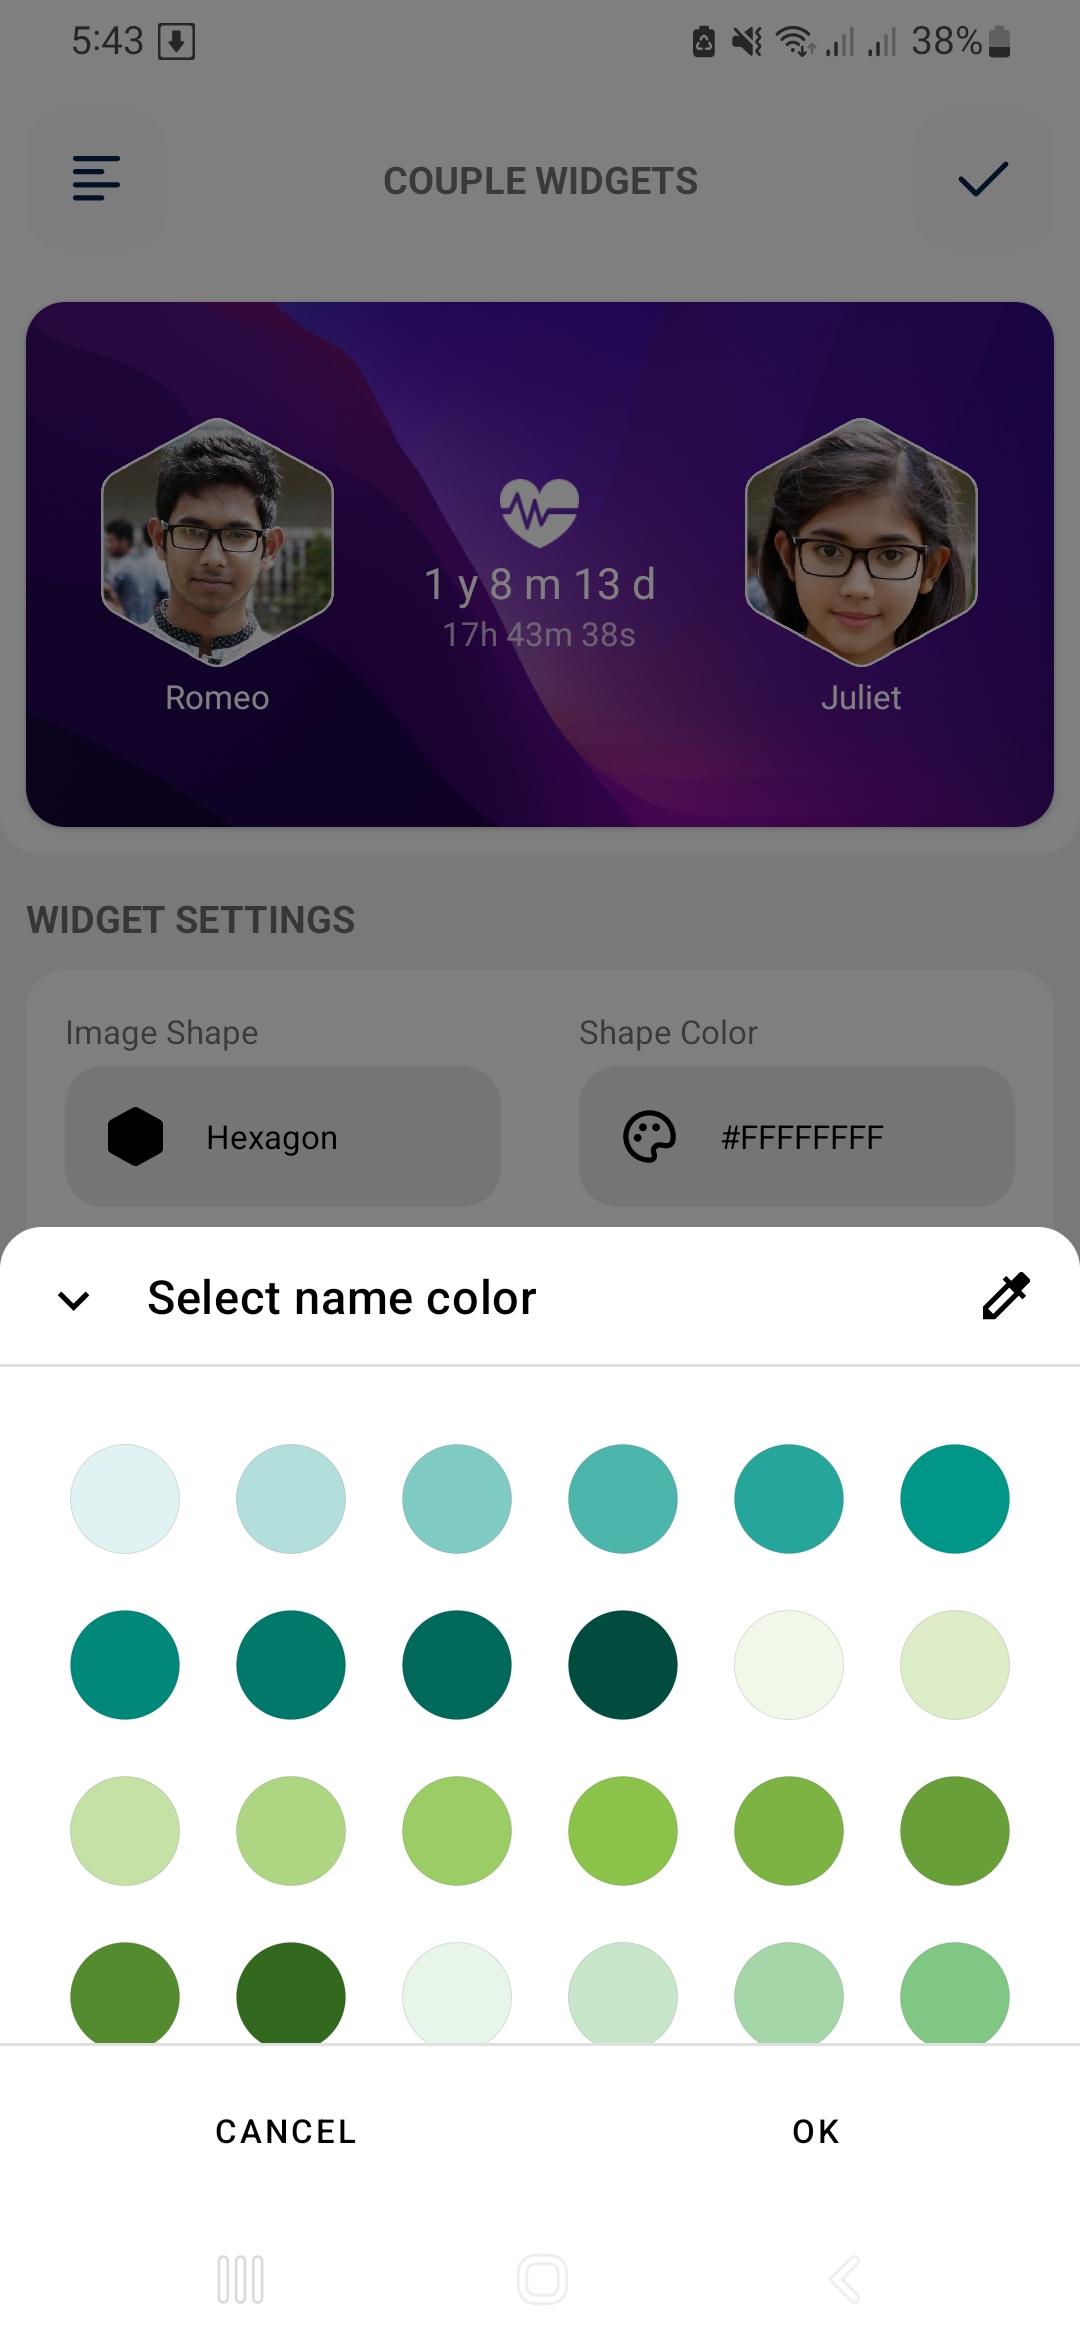 5:43
38%
COUPLE WIDGETS
1 y 8 m 13 d
17h 43m 38s
Romeo
Juliet
WIDGET SETTINGS
Image Shape
Shape Color
Hexagon
#FFFFFFFF
Select name color
CANCEL
OK